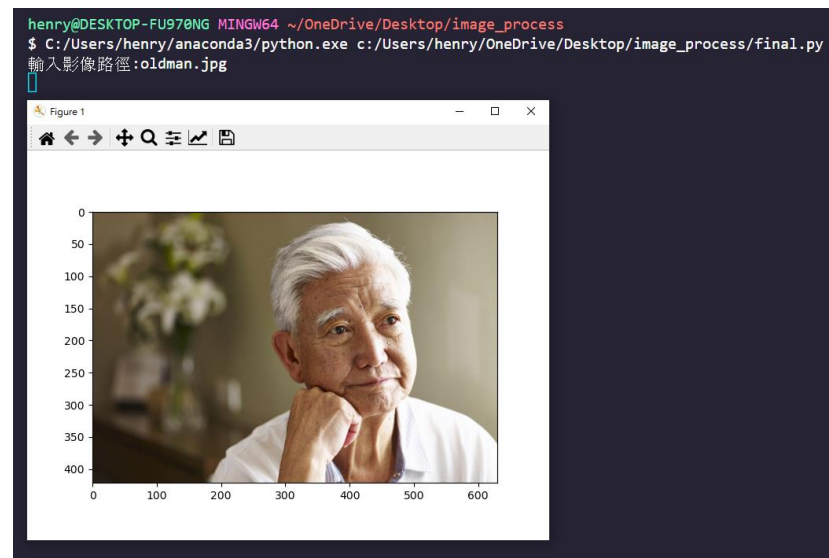 henry@DESKTOP-FU970NG MINGW64 ~/OneDrive/Desktop/image_process
$ C:/Users/henry/anaconda3/python.exe c:/Users/henry/OneDrive/Desktop/image_process/final.py
輸入影像路徑:oldman.jpg
Figure 1
0
50
100
150
200
250
300
350
400
0 100 200 300 400 500 600